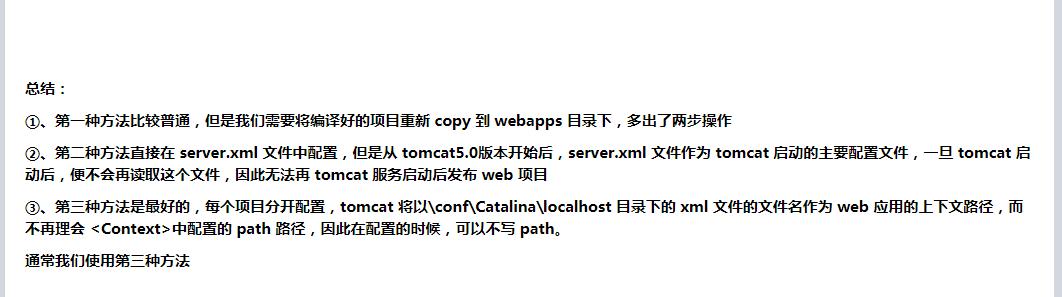 总结：
①、第一种方法比较普通，但是我们需要将编译好的项目重新 copy 到 webapps 目录下，多出了两步操作
②、第二种方法直接在 server.xml 文件中配置，但是从 tomcat5.0版本开始后，server.xml 文件作为 tomcat 启动的主要配置文件，一旦 tomcat 启
动后，便不会再读取这个文件，因此无法再 tomcat 服务启动后发布 web 项目
③、第三种方法是最好的，每个项目分开配置，tomcat 将以\conf\Catalina\localhost 目录下的 xml 文件的文件名作为 web 应用的上下文路径，而
不再理会 <Context>中配置的 path 路径，因此在配置的时候，可以不写 path。
通常我们使用第三种方法